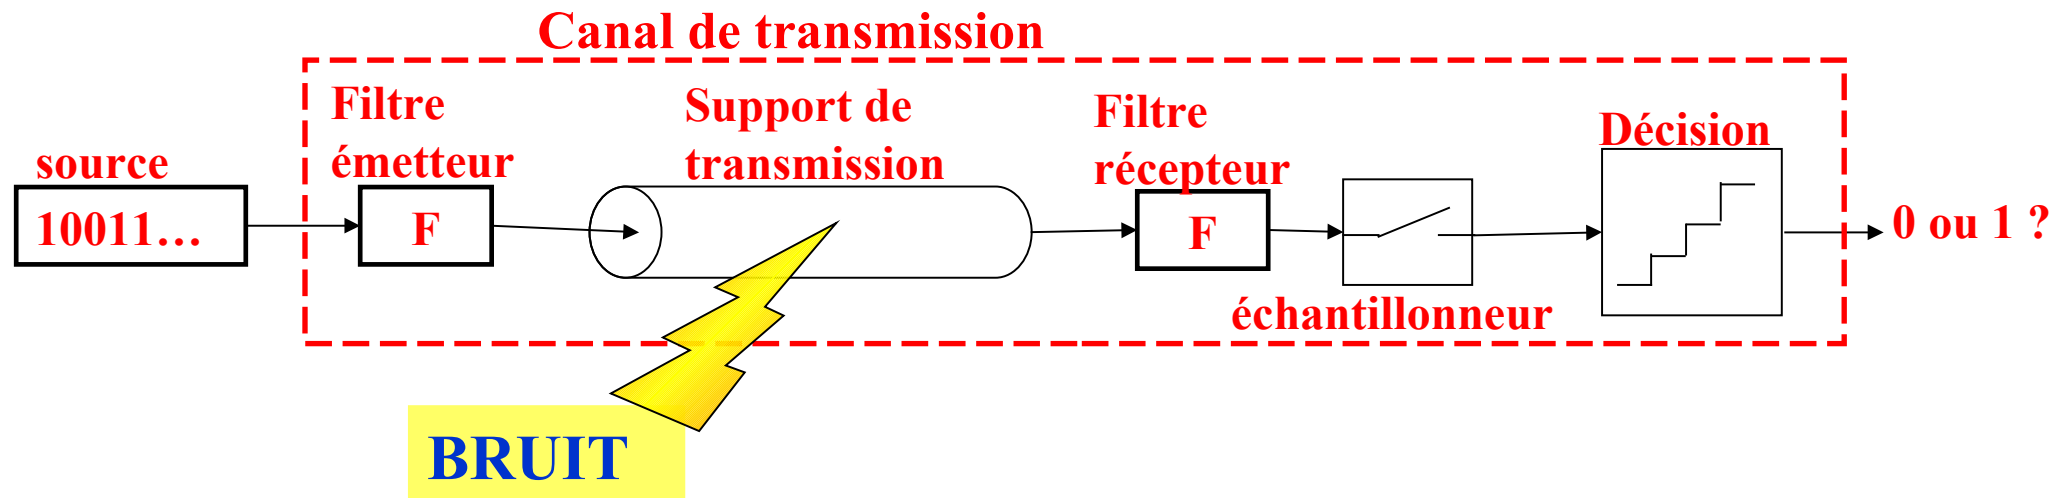 Canal de transmission
source
10011…
Filtre
émetteur
F
Support de
transmission
Filtre
récepteur
F
échantillonneur
Décision
0 ou 1 ?
BRUIT